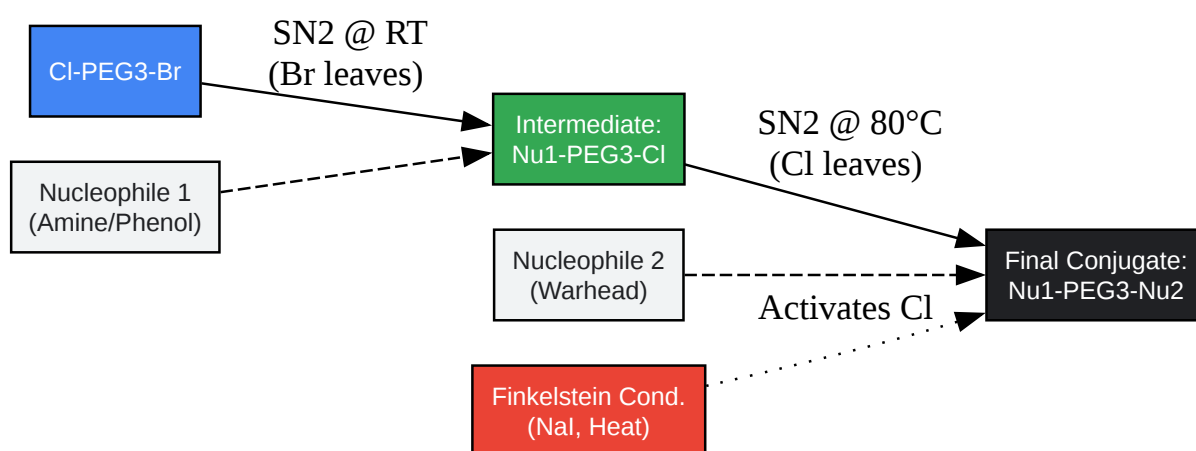 SN2 @ RT
(Br leaves)
Cl-PEG3-Br
Intermediate:
Nu1-PEG3-Cl
SN2 @ 80°C
(Cl leaves)
Nucleophile 1
(Amine/Phenol)
Nucleophile 2
(Warhead)
Final Conjugate:
Nu1-PEG3-Nu2
Activates Cl
Finkelstein Cond.
(NaI, Heat)